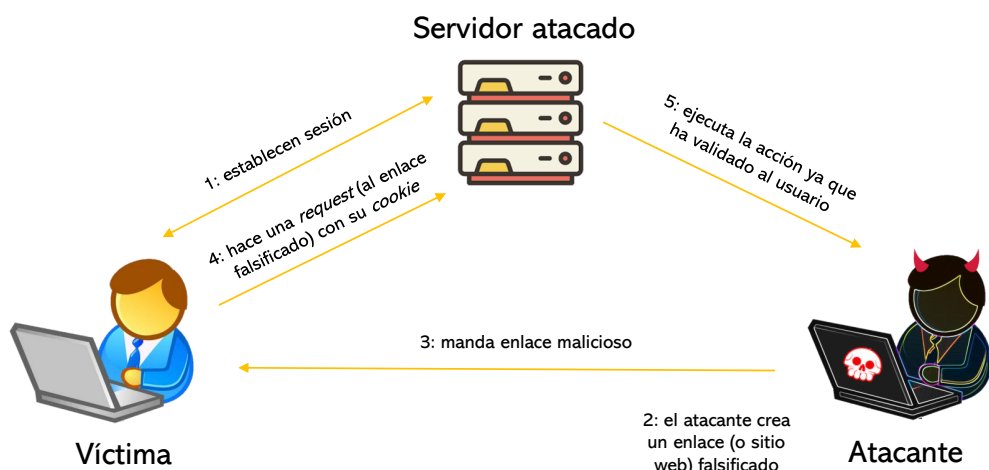 Servidor atacado
1: establecen sesión
4: hace una request (al enlace
falsificado) con su cookie
5: ejecuta la acción ya que
ha validado al usuario
3: manda enlace malicioso
2: el atacante crea
un enlace (o sitio
web) falsificado
Víctima
Atacante